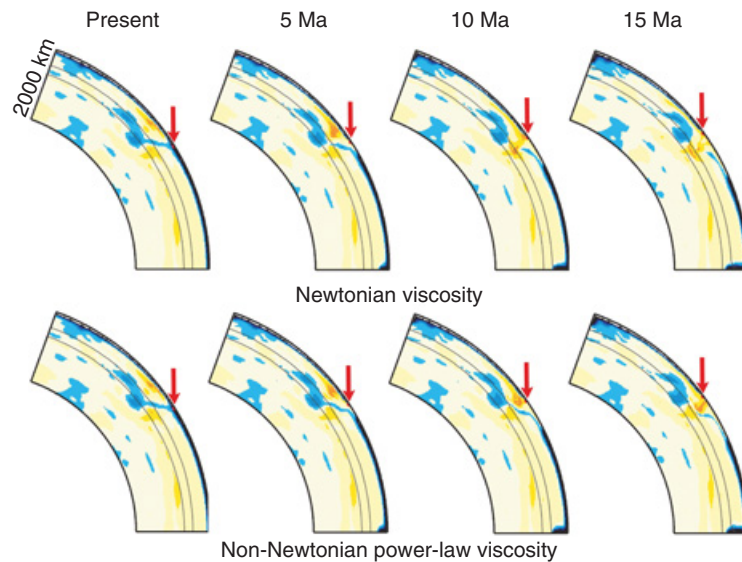 Present 5 Ma 10 Ma 15 Ma
2000 km
Newtonian viscosity
Non-Newtonian power-law viscosity